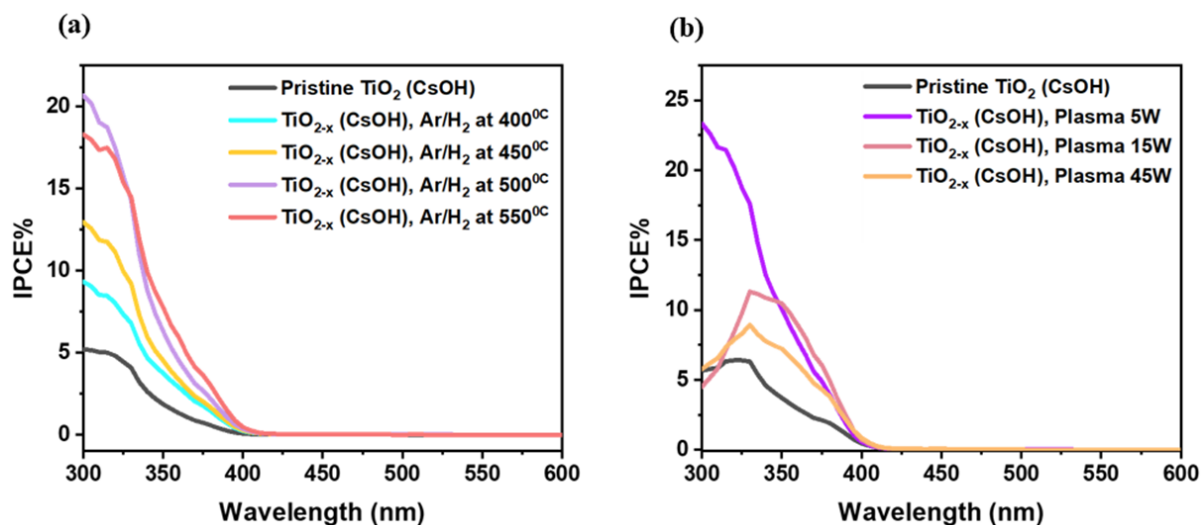 (a)
IPCE%
20
15
10
5
0
Pristine TiO₂ (CsOH)
TiO₂₋ₓ (CsOH), Ar/H₂ at 400⁰ᶜ
TiO₂₋ₓ (CsOH), Ar/H₂ at 450⁰ᶜ
TiO₂₋ₓ (CsOH), Ar/H₂ at 500⁰ᶜ
TiO₂₋ₓ (CsOH), Ar/H₂ at 550⁰ᶜ
300 350 400 450 500 550 600
Wavelength (nm)
(b)
IPCE%
25
20
15
10
5
0
Pristine TiO₂ (CsOH)
TiO₂₋ₓ (CsOH), Plasma 5W
TiO₂₋ₓ (CsOH), Plasma 15W
TiO₂₋ₓ (CsOH), Plasma 45W
300 350 400 450 500 550 600
Wavelength (nm)